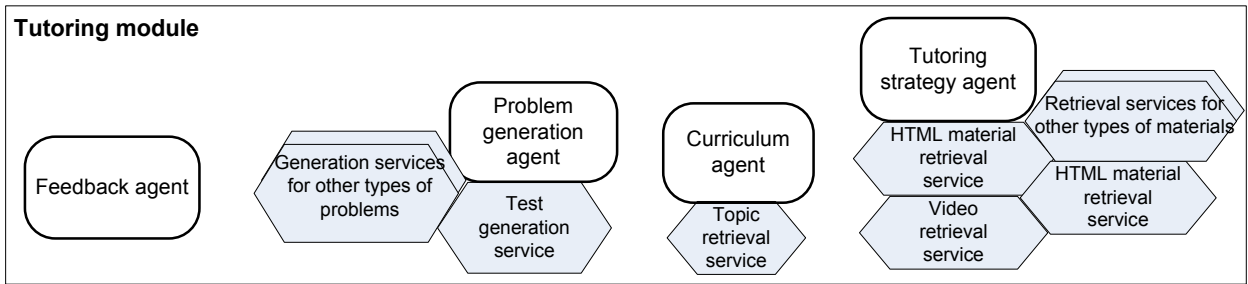 Tutoring module
Feedback agent
Generation services
for other types of
problems
Problem
generation
agent
Test
generation
service
Curriculum
agent
Topic
retrieval
service
Tutoring
strategy agent
HTML material
retrieval
service
Video
retrieval
service
Retrieval services for
other types of materials
HTML material
retrieval
service